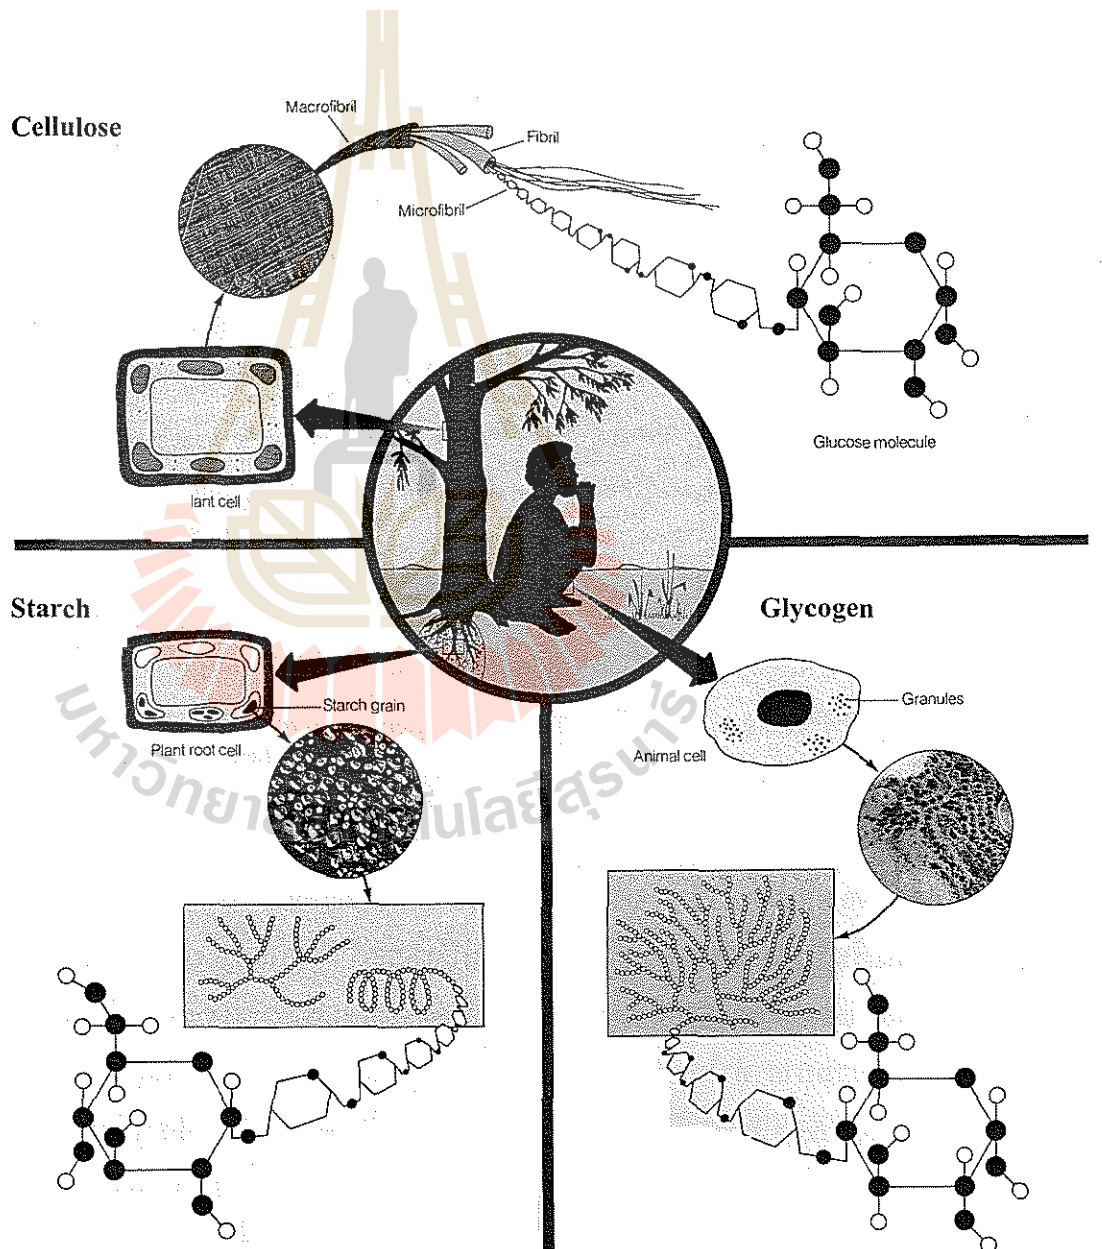 Cellulose
Macrofibril
Fibril
Microfibril
Glucose molecule
lant cell
Starch
Glycogen
Starch grain
Plant root cell
Granules
Animal cell